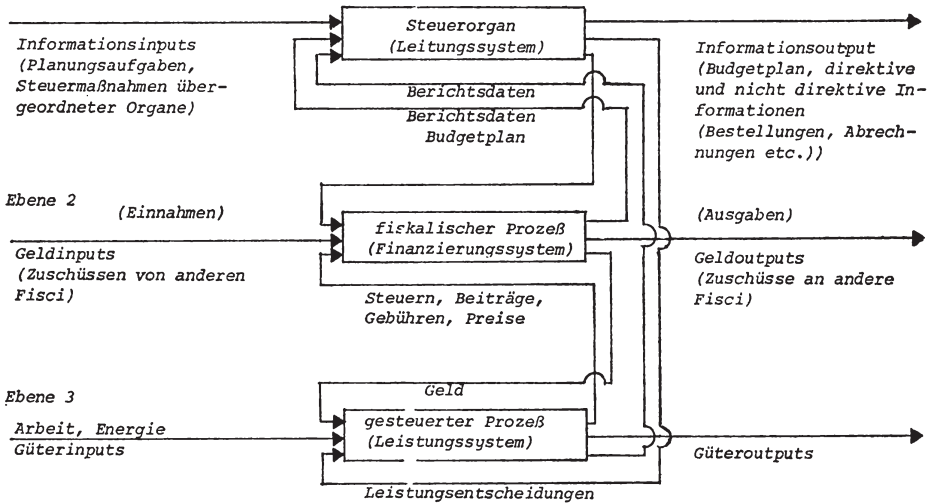 Steuerorgan
(Leitungssystem)
Informationsinputs
(Planungsaufgaben,
Steuermaßnahmen über-
geordneter Organe)
Informationsoutput
(Budgetplan, direktive
und nicht direktive In-
formationen
(Bestellungen, Abrech-
nungen etc.))
Berichtsdaten
Berichtsdaten
Budgetplan
Ebene 2
(Einnahmen)
fiskalischer Prozeß
(Finanzierungssystem)
(Ausgaben)
Geldinputs
(Zuschüssen von anderen
Fisci)
Geldoutputs
(Zuschüsse an andere
Fisci)
Steuern, Beiträge,
Gebühren, Preise
Ebene 3
Geld
Arbeit, Energie
Güterinputs
gesteuerter Prozeß
(Leistungssystem)
Güteroutputs
Leistungsentscheidungen